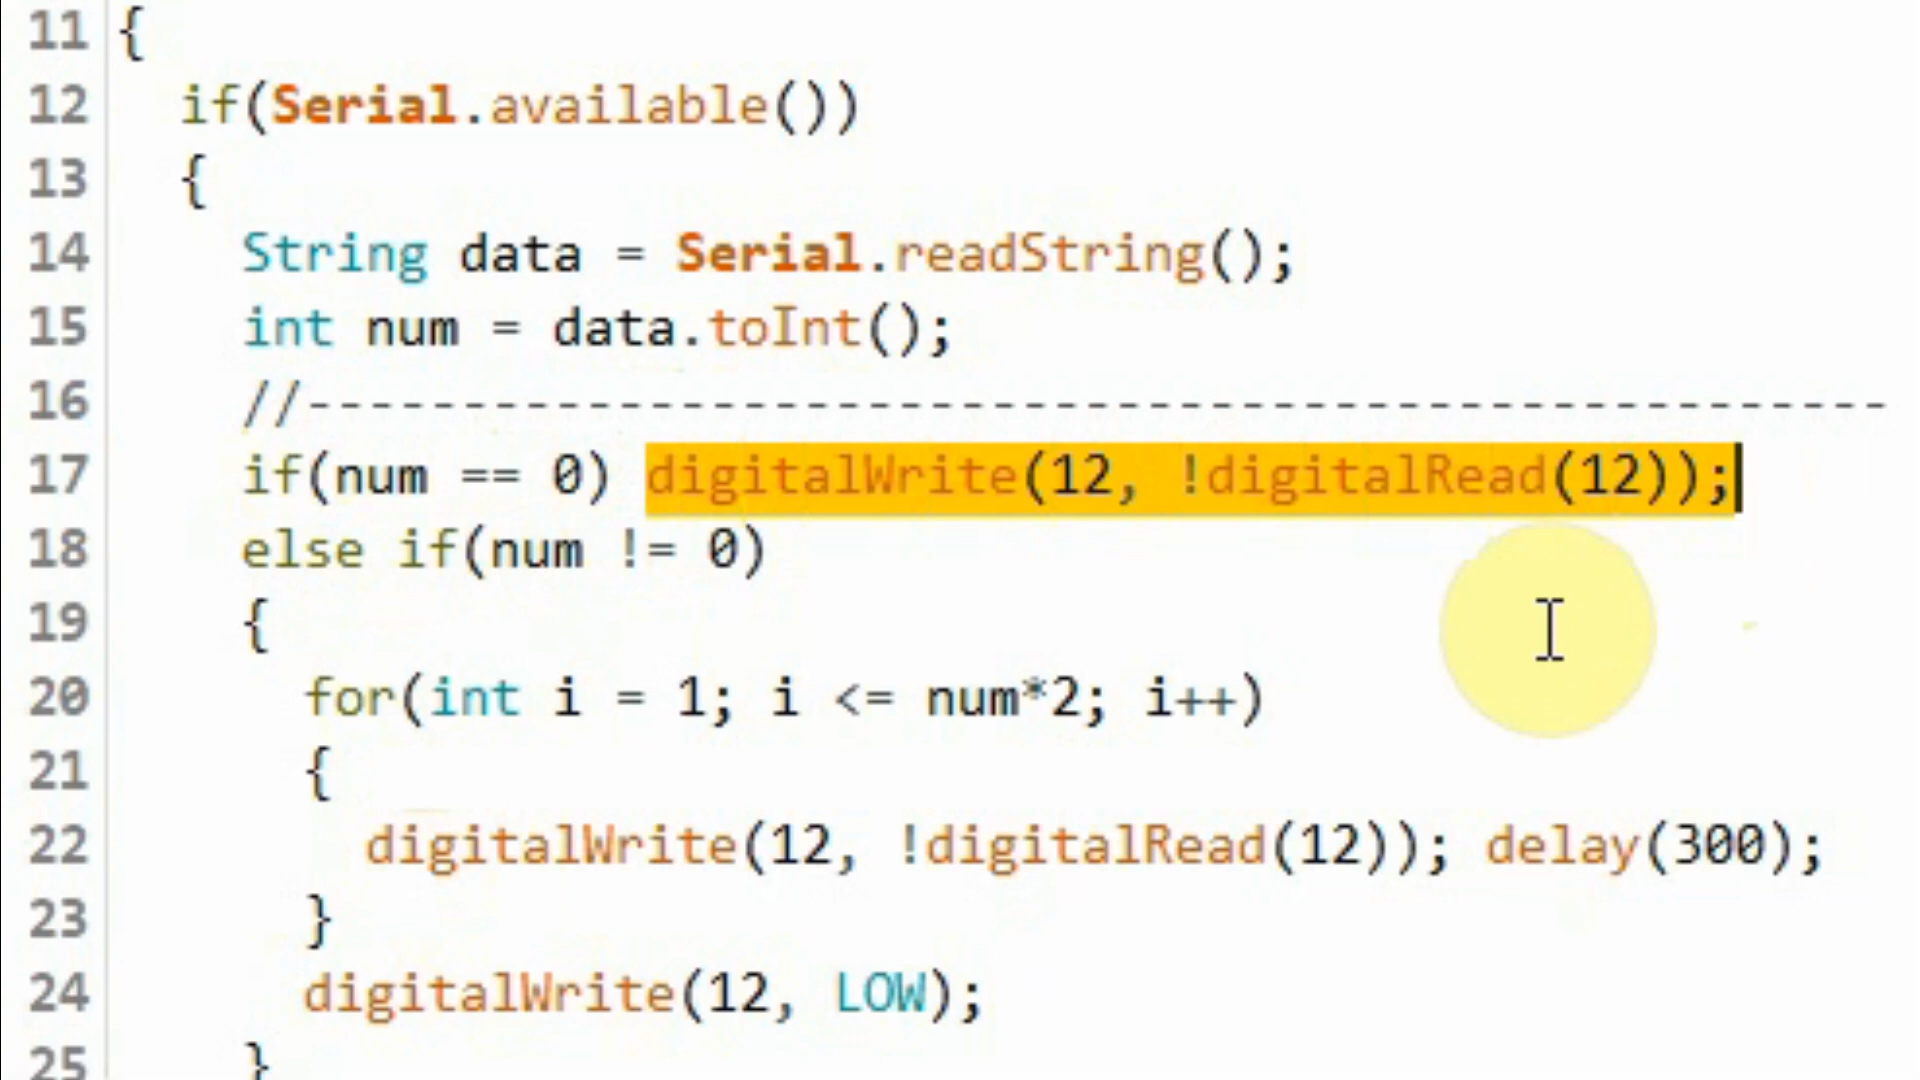 11 {
12 if(Serial.available())
13 {
14 String data = Serial.readString();
15 int num = data.toInt();
16 //---------------------------------------------------
17 if(num == 0) digitalWrite(12, !digitalRead(12));
18 else if(num != 0)
19 {
20 for(int i = 1; i <= num*2; i++)
21 {
22 digitalWrite(12, !digitalRead(12)); delay(300);
23 }
24 digitalWrite(12, LOW);
25 }